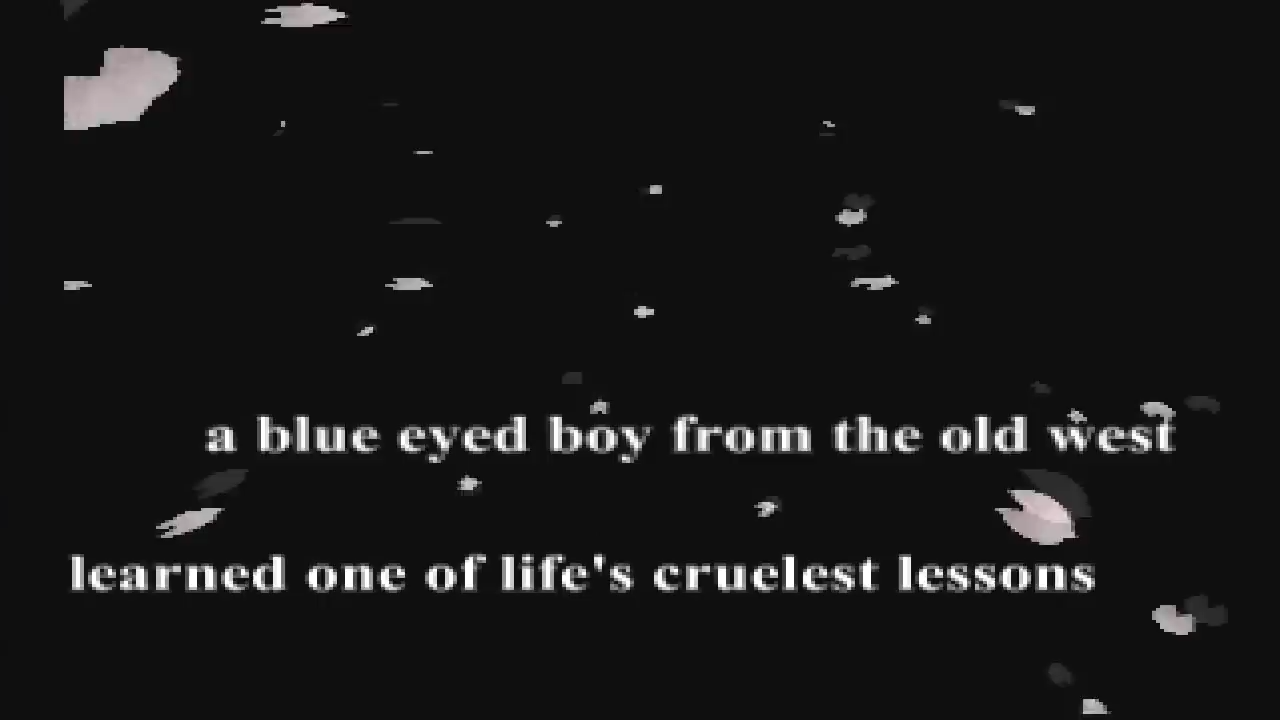 a blue eyed boy from the old west
learned one of life's cruelest lessons